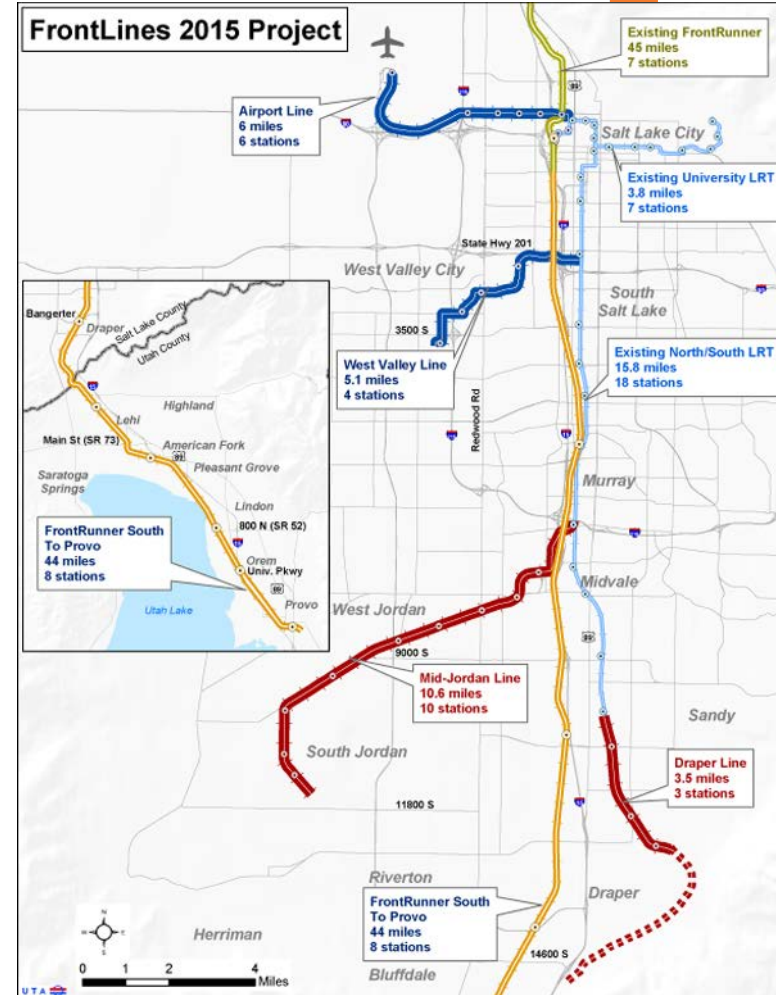 FrontLines 2015 Project
Existing FrontRunner
45 miles
7 stations
89
Airport Line
6 miles
6 stations
Salt Lake City
Existing University LRT
3.8 miles
7 stations
State Hwy 201
West Valley City
South
Salt Lake
3500 S
West Valley Line
5.1 miles
4 stations
Existing North/South LRT
15.8 miles
18 stations
Redwood Rd
Murray
Midvale
West Jordan
89
9000 S
Mid-Jordan Line
10.6 miles
10 stations
Sandy
South Jordan
Draper Line
3.5 miles
3 stations
11800 S
Riverton
Draper
FrontRunner South
To Provo
44 miles
8 stations
Herriman
14600 S
Bluffdale
Bangerter
Draper
Salt Lake County
Utah County
Highland
Lehi
Main St (SR 73)
American Fork
89
Pleasant Grove
Saratoga
Springs
Lindon
800 N (SR 52)
FrontRunner South
To Provo
44 miles
8 stations
Orem
Univ. Pkwy
89
Utah Lake
Provo
N
E
S
0 1 2 4
Miles
UTA